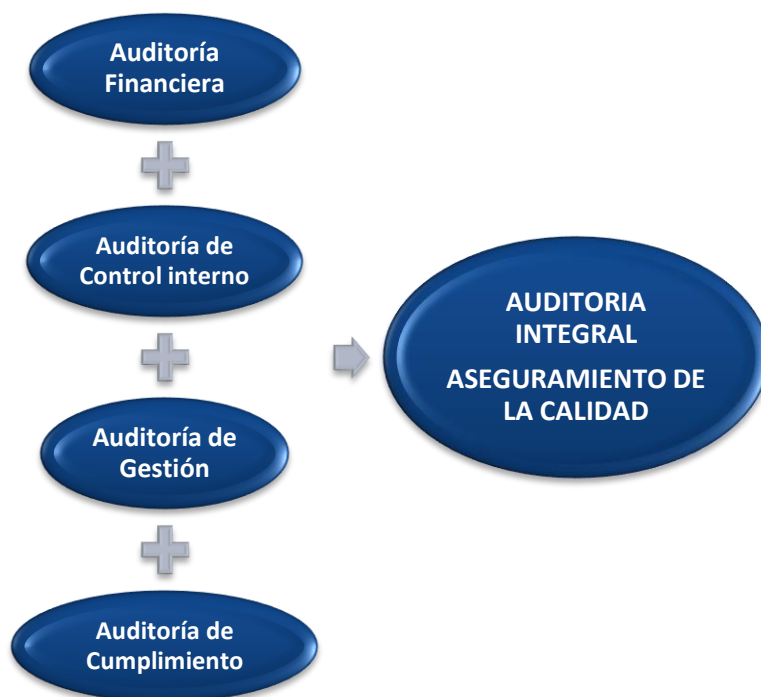 Auditoría
Financiera
Auditoría de
Control interno
Auditoría de
Gestión
Auditoría de
Cumplimiento
AUDITORIA
INTEGRAL
ASEGURAMIENTO DE
LA CALIDAD